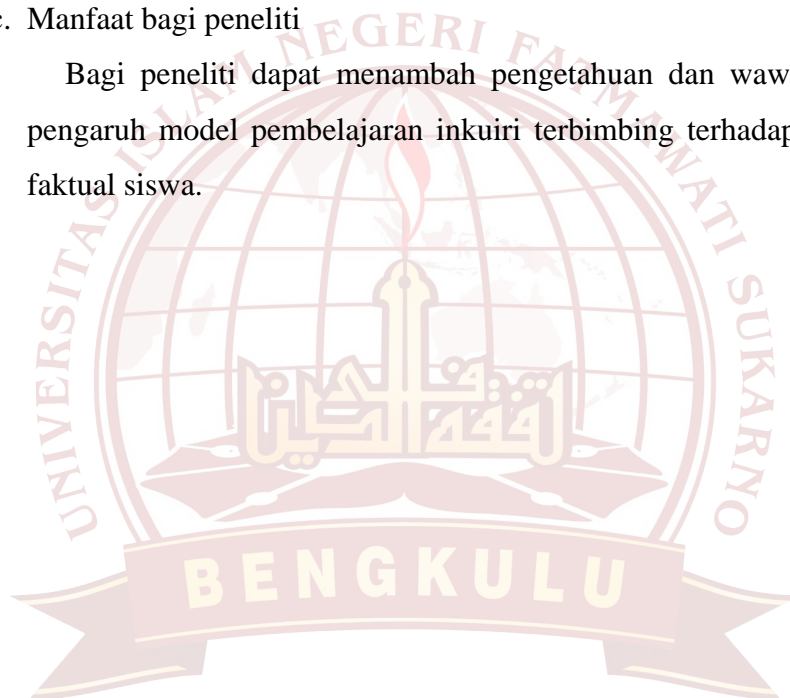 c. Manfaat bagi peneliti
Bagi peneliti dapat menambah pengetahuan dan waw
pengaruh model pembelajaran inkuiri terbimbing terhadap
faktual siswa.
UNIVERSITAS ISLAM NEGERI FATMAWATI SUKARNO
BENGKULU